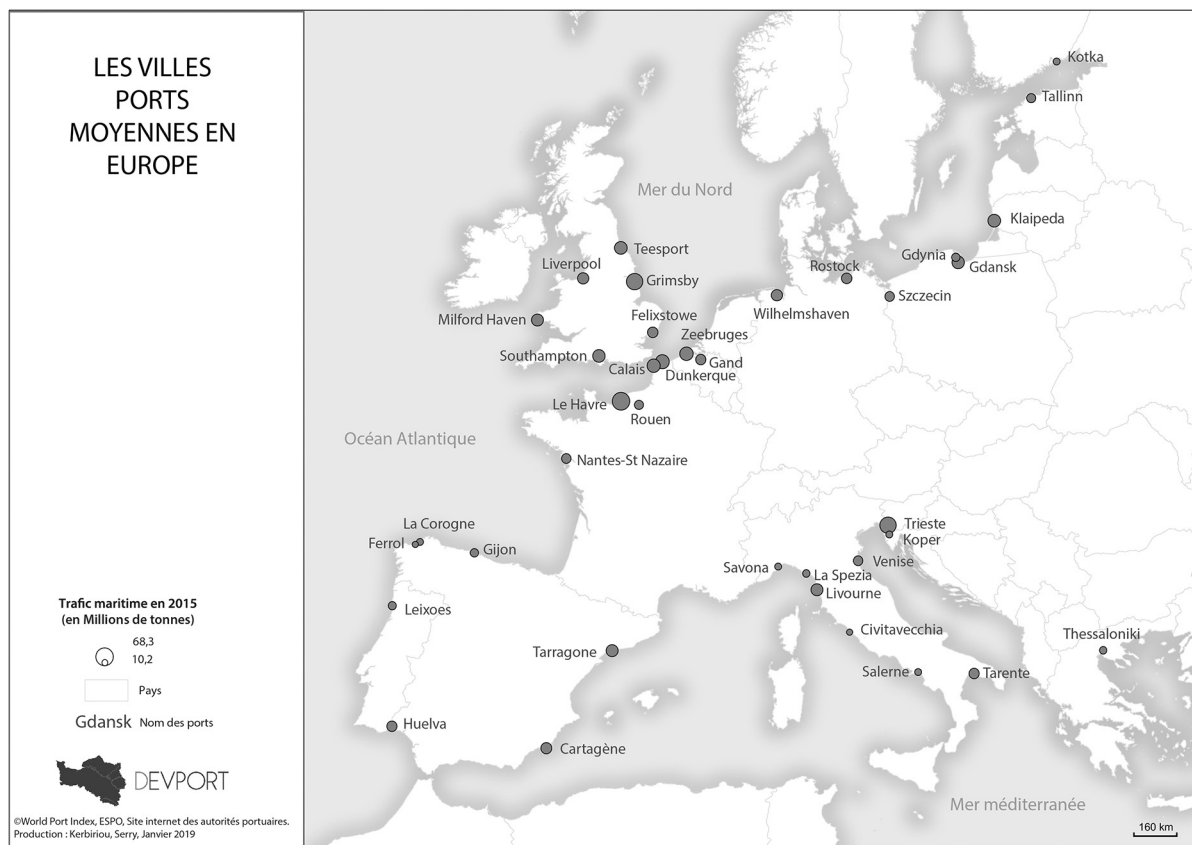 LES VILLES
PORTS
MOYENNES EN
EUROPE
Trafic maritime en 2015
(en Millions de tonnes)
68,3
10,2
Pays
Gdansk Nom des ports
DEVPORT
©World Port Index, ESPO, Site internet des autorités portuaires.
Production : Kerbiriou, Serry, Janvier 2019
Kotka
Tallinn
Mer du Nord
Klaipeda
Teesport
Gdynia
Gdansk
Liverpool
Rostock
Grimsby
Szczecin
Milford Haven
Felixstowe
Wilhelmshaven
Zeebruges
Southampton
Gand
Calais
Dunkerque
Le Havre
Rouen
Océan Atlantique
Nantes-St Nazaire
La Corogne
Trieste
Ferrol
Koper
Gijon
Venise
Savona
La Spezia
Livourne
Leixoes
Civitavecchia
Thessaloniki
Tarragone
Salerne
Tarente
Huelva
Cartagène
Mer méditerranée
160 km